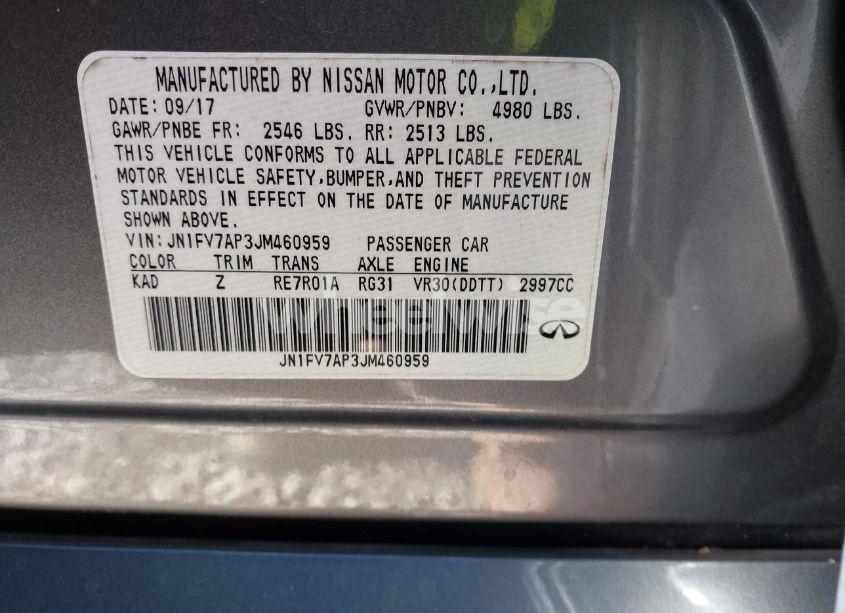 MANUFACTURED BY NISSAN MOTOR CO.,LTD.
DATE: 09/17 GVWR/PNBV: 4980 LBS.
GAWR/PNBE FR: 2546 LBS. RR: 2513 LBS.
THIS VEHICLE CONFORMS TO ALL APPLICABLE FEDERAL
MOTOR VEHICLE SAFETY,BUMPER,AND THEFT PREVENTION
STANDARDS IN EFFECT ON THE DATE OF MANUFACTURE
SHOWN ABOVE.
VIN: JN1FV7AP3JM460959 PASSENGER CAR
COLOR TRIM TRANS AXLE ENGINE
KAD Z RE7R01A RG31 VR30(DDTT) 2997CC
wheelwise
JN1FV7AP3JM460959